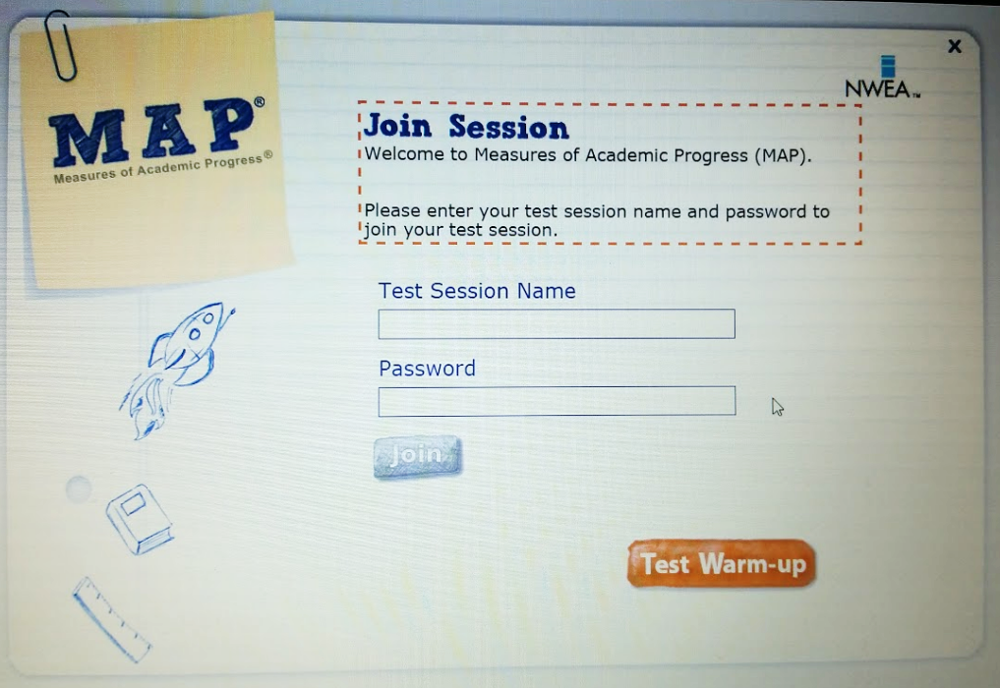 MAP®
Measures of Academic Progress®
X
NWEA™
Join Session
Welcome to Measures of Academic Progress (MAP).
Please enter your test session name and password to
join your test session.
Test Session Name
Password
Join
Test Warm-up